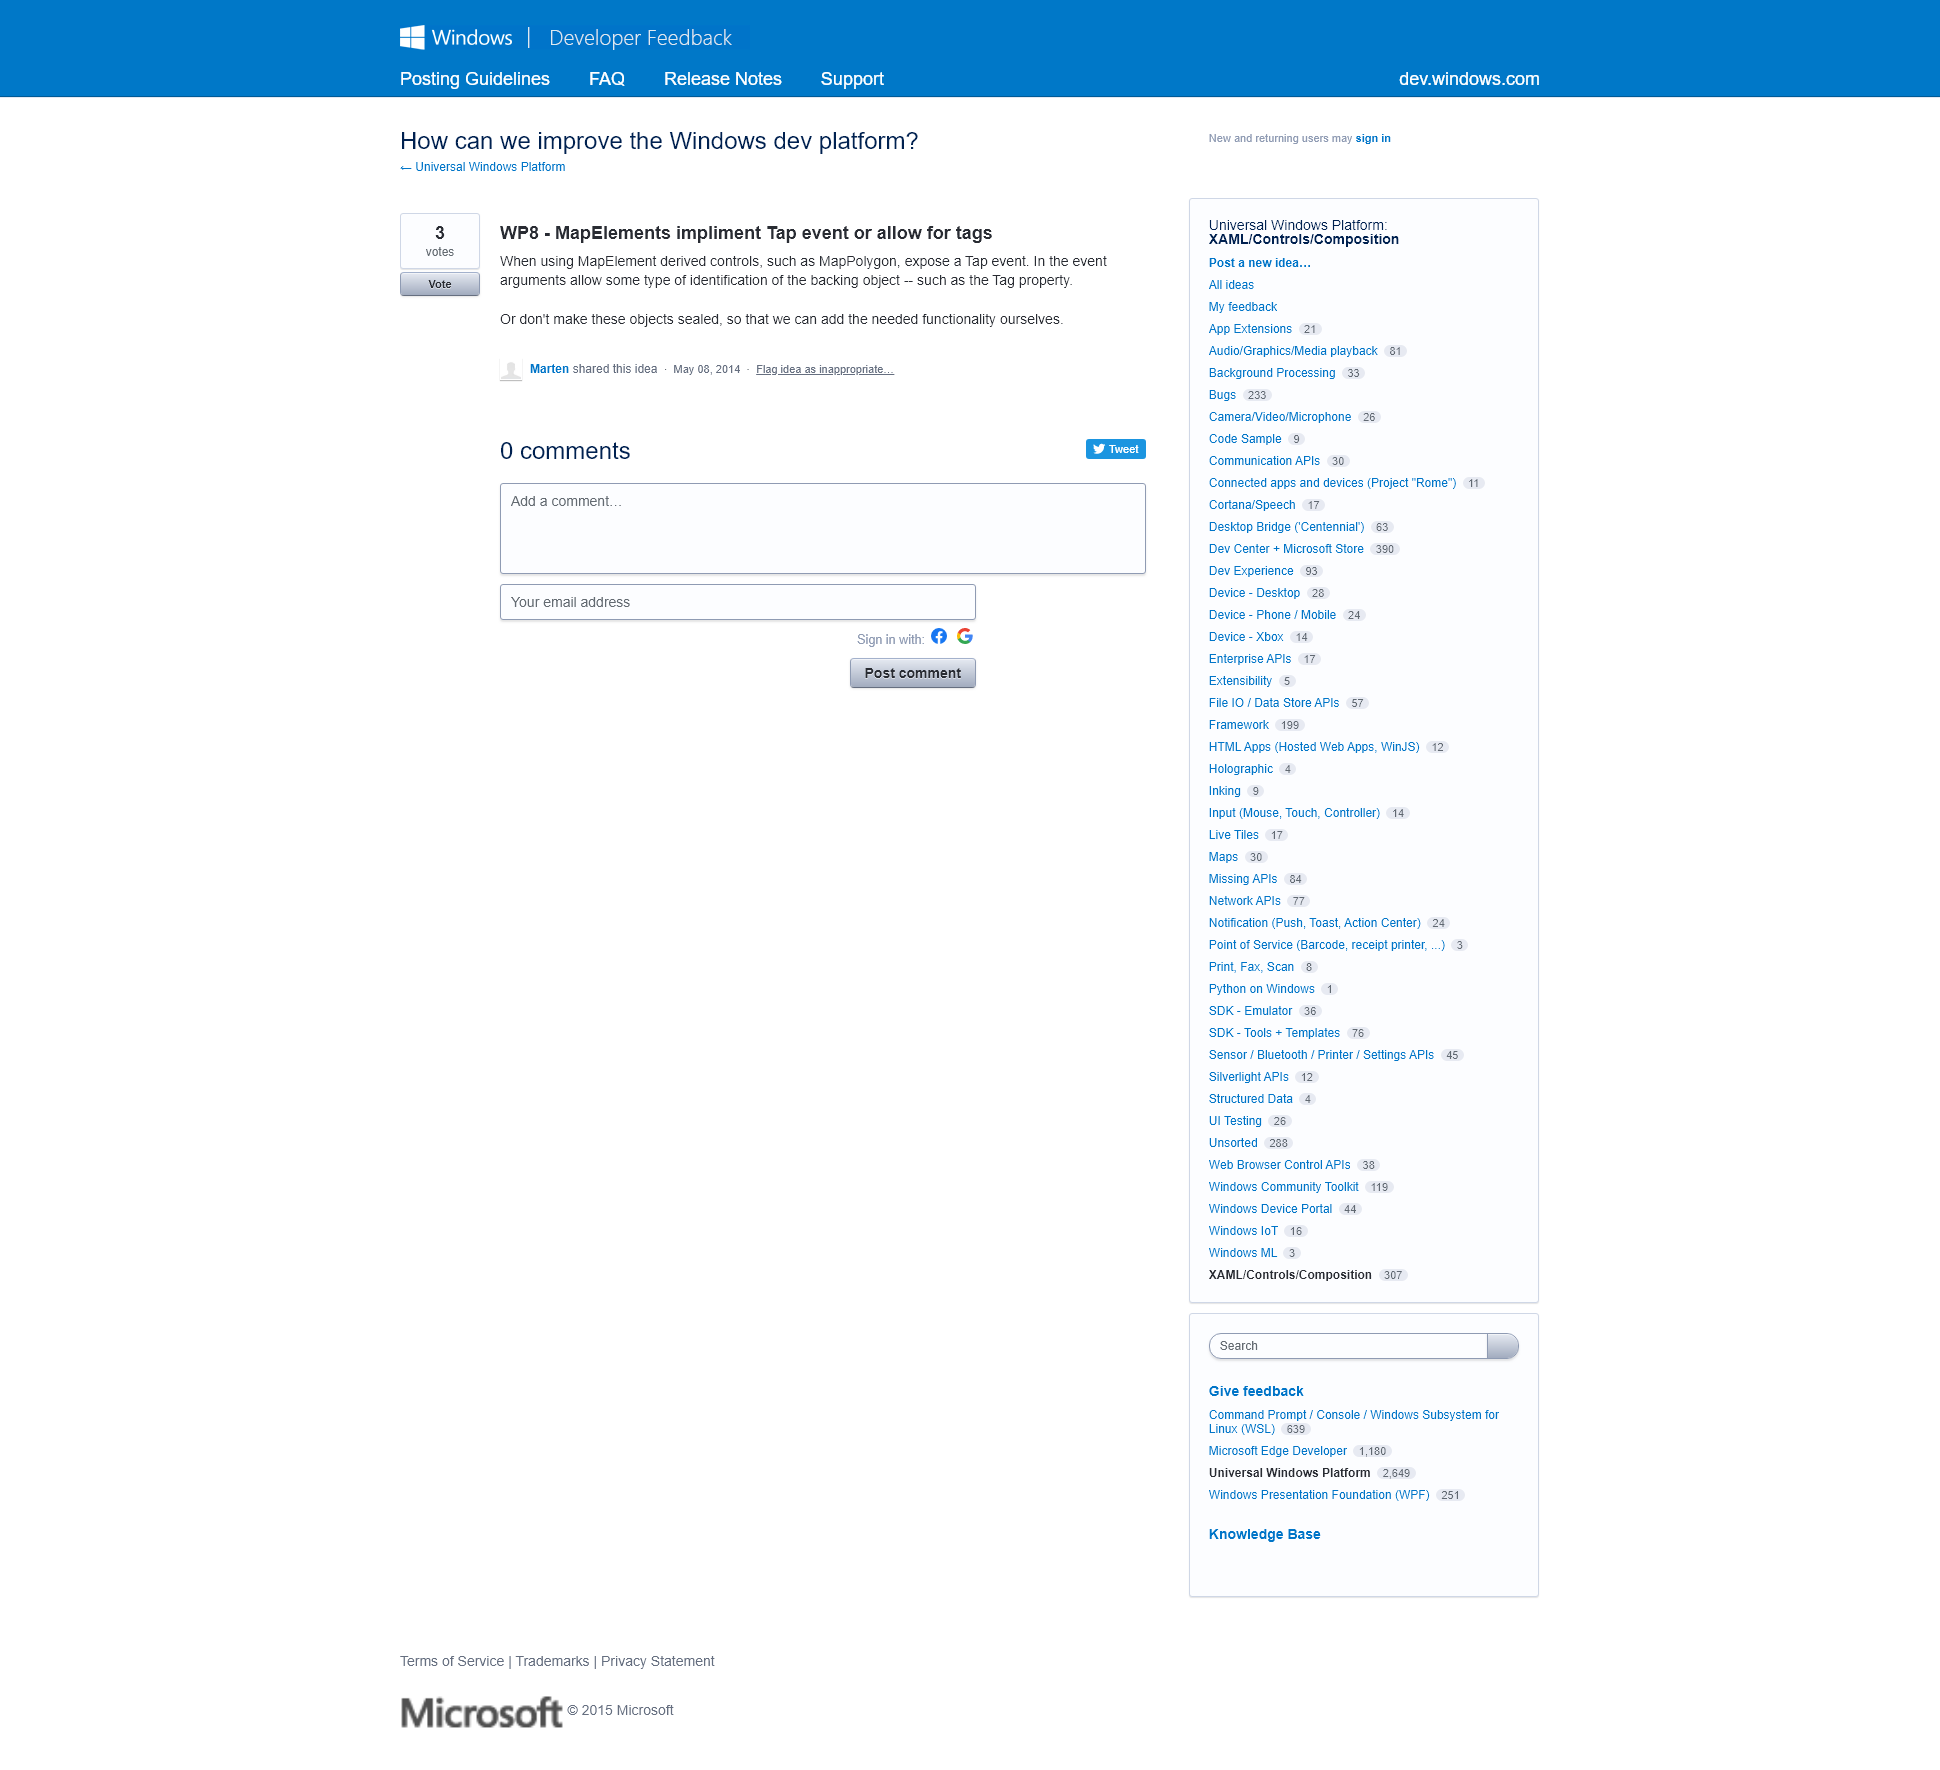 Windows | Developer Feedback
Posting Guidelines FAQ Release Notes Support dev.windows.com
How can we improve the Windows dev platform?
← Universal Windows Platform
New and returning users may sign in
3
votes
Vote
WP8 - MapElements impliment Tap event or allow for tags
When using MapElement derived controls, such as MapPolygon, expose a Tap event. In the event
arguments allow some type of identification of the backing object -- such as the Tag property.
Or don't make these objects sealed, so that we can add the needed functionality ourselves.
Marten shared this idea · May 08, 2014 · Flag idea as inappropriate…
0 comments
Tweet
Add a comment…
Your email address
Sign in with:
Post comment
Universal Windows Platform:
XAML/Controls/Composition
Post a new idea…
All ideas
My feedback
App Extensions 21
Audio/Graphics/Media playback 81
Background Processing 33
Bugs 233
Camera/Video/Microphone 26
Code Sample 9
Communication APIs 30
Connected apps and devices (Project "Rome") 11
Cortana/Speech 17
Desktop Bridge ('Centennial') 63
Dev Center + Microsoft Store 390
Dev Experience 93
Device - Desktop 28
Device - Phone / Mobile 24
Device - Xbox 14
Enterprise APIs 17
Extensibility 5
File IO / Data Store APIs 57
Framework 199
HTML Apps (Hosted Web Apps, WinJS) 12
Holographic 4
Inking 9
Input (Mouse, Touch, Controller) 14
Live Tiles 17
Maps 30
Missing APIs 84
Network APIs 77
Notification (Push, Toast, Action Center) 24
Point of Service (Barcode, receipt printer, ...) 3
Print, Fax, Scan 8
Python on Windows 1
SDK - Emulator 36
SDK - Tools + Templates 76
Sensor / Bluetooth / Printer / Settings APIs 45
Silverlight APIs 12
Structured Data 4
UI Testing 26
Unsorted 288
Web Browser Control APIs 38
Windows Community Toolkit 119
Windows Device Portal 44
Windows IoT 16
Windows ML 3
XAML/Controls/Composition 307
Search
Give feedback
Command Prompt / Console / Windows Subsystem for
Linux (WSL) 639
Microsoft Edge Developer 1,180
Universal Windows Platform 2,649
Windows Presentation Foundation (WPF) 251
Knowledge Base
Terms of Service | Trademarks | Privacy Statement
Microsoft © 2015 Microsoft